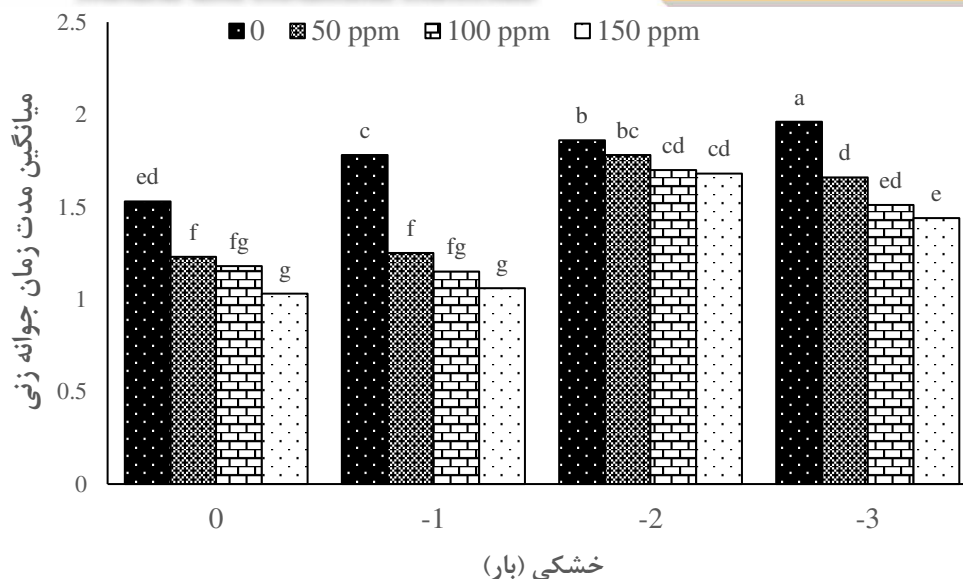 0 50 ppm 100 ppm 150 ppm
میانگین مدت زمان جوانه زنی
2.5
2
1.5
1
0.5
0
ed f fg g
c f fg g
b bc cd cd
a d ed e
0 -1 -2 -3
خشکی (بار)